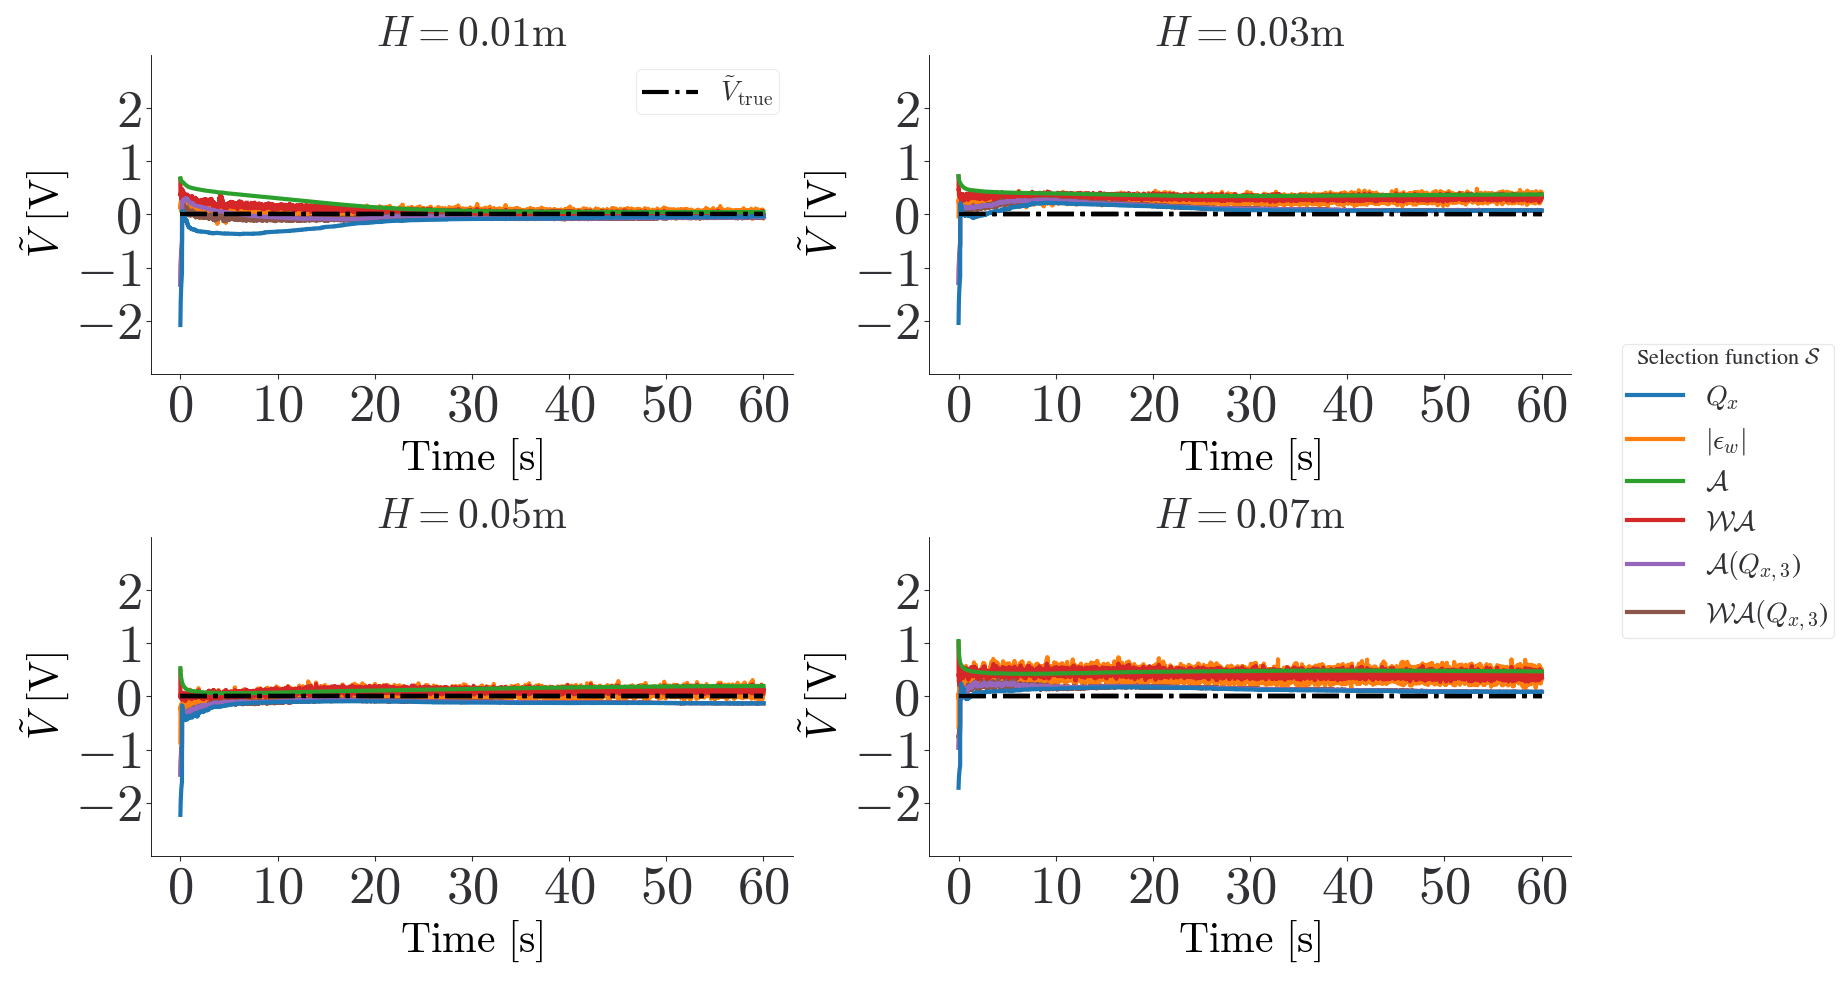 H = 0.01m
Ṽ [V]
2
1
0
−1
−2
Ṽ_true
0 10 20 30 40 50 60
Time [s]
H = 0.03m
Ṽ [V]
2
1
0
−1
−2
0 10 20 30 40 50 60
Time [s]
H = 0.05m
Ṽ [V]
2
1
0
−1
−2
0 10 20 30 40 50 60
Time [s]
H = 0.07m
Ṽ [V]
2
1
0
−1
−2
0 10 20 30 40 50 60
Time [s]
Selection function 𝒮
Q_x
|ϵ_w|
𝒜
𝒲𝒜
𝒜(Q_{x,3})
𝒲𝒜(Q_{x,3})